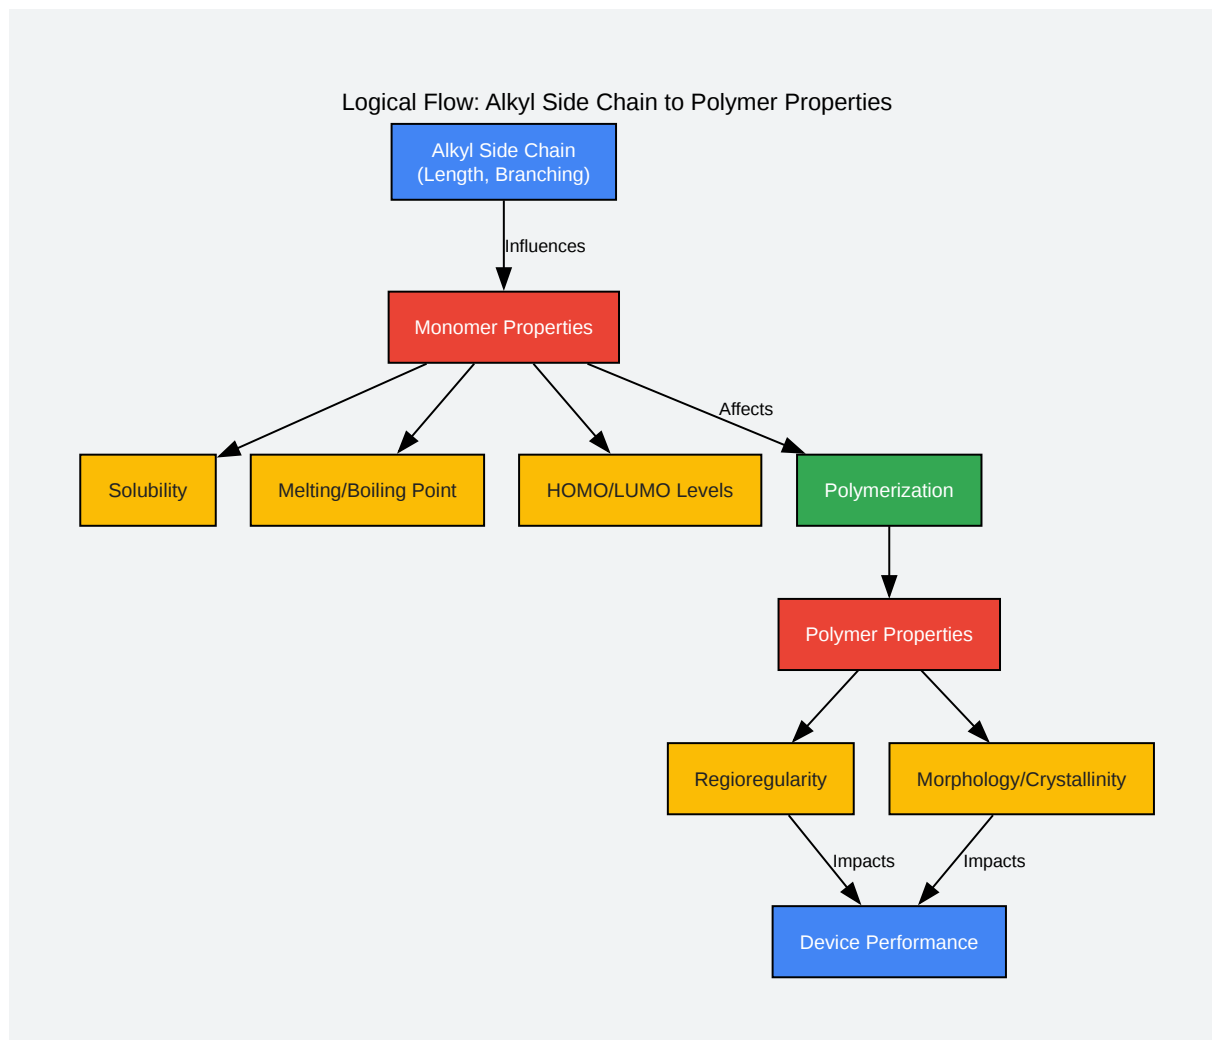 Logical Flow: Alkyl Side Chain to Polymer Properties
Alkyl Side Chain
(Length, Branching)
Influences
Monomer Properties
Affects
Solubility
Melting/Boiling Point
HOMO/LUMO Levels
Polymerization
Polymer Properties
Regioregularity
Morphology/Crystallinity
Impacts
Impacts
Device Performance